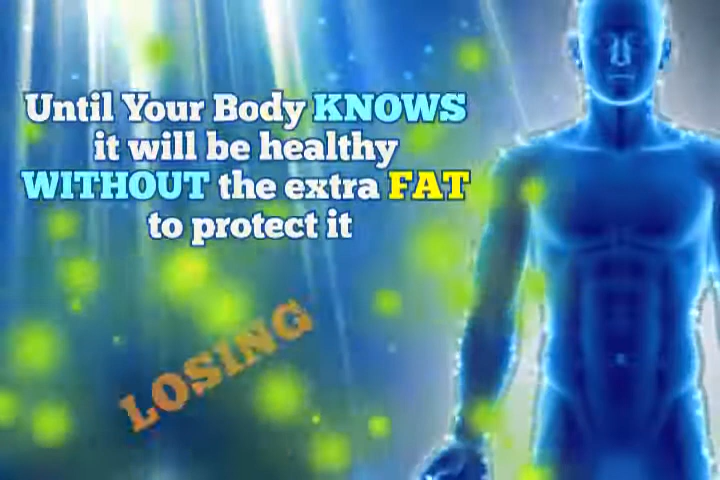 Until Your Body KNOWS
it will be healthy
WITHOUT the extra FAT
to protect it
LOSING